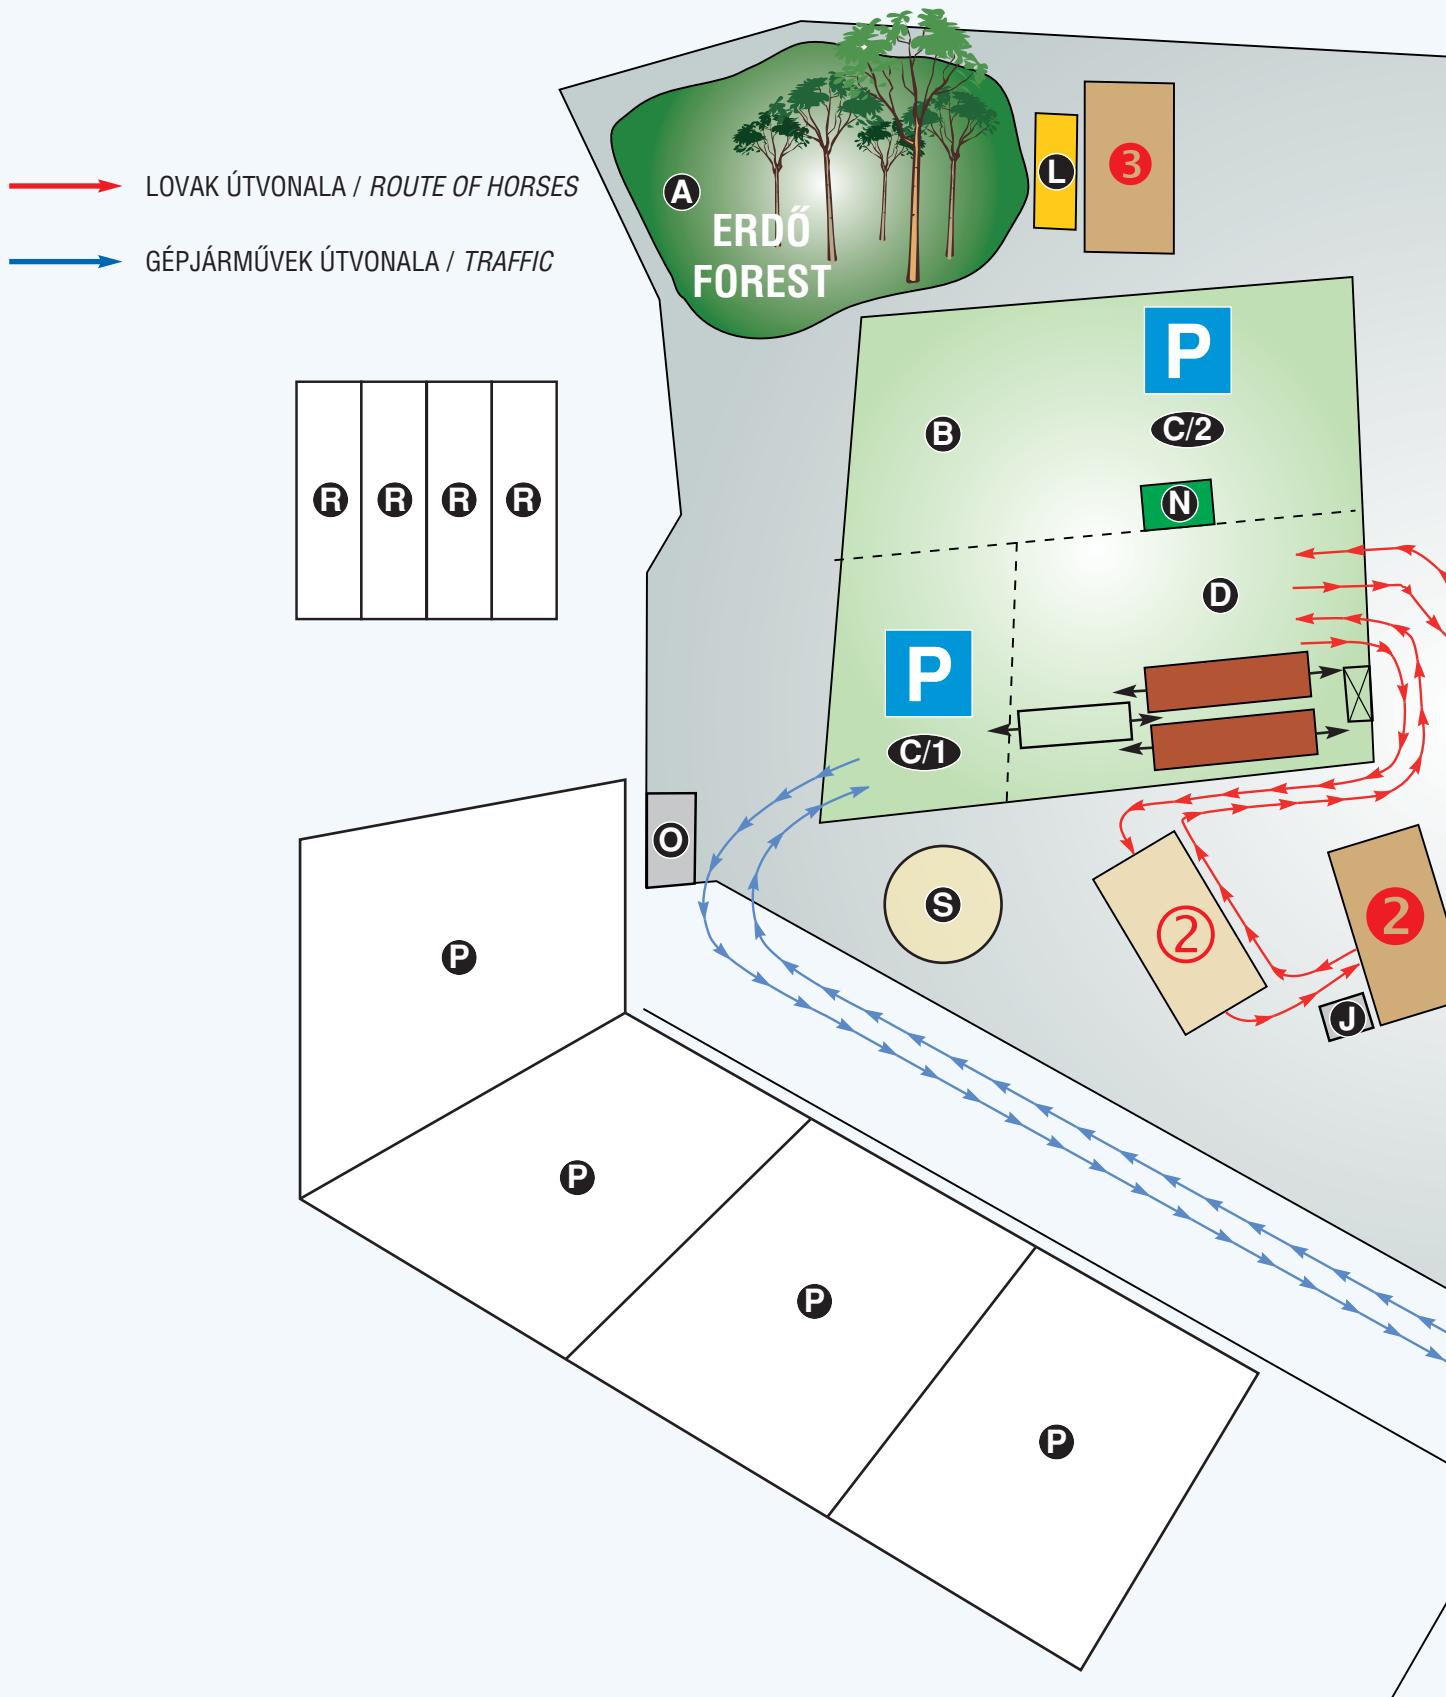 LOVAK ÚTVONALA / ROUTE OF HORSES
GÉPJÁRMŰVEK ÚTVONALA / TRAFFIC
A
ERDŐ
FOREST
L
3
P
C/2
B
N
R R R R
D
P
C/1
O
S
2
2
J
P
P
P
P